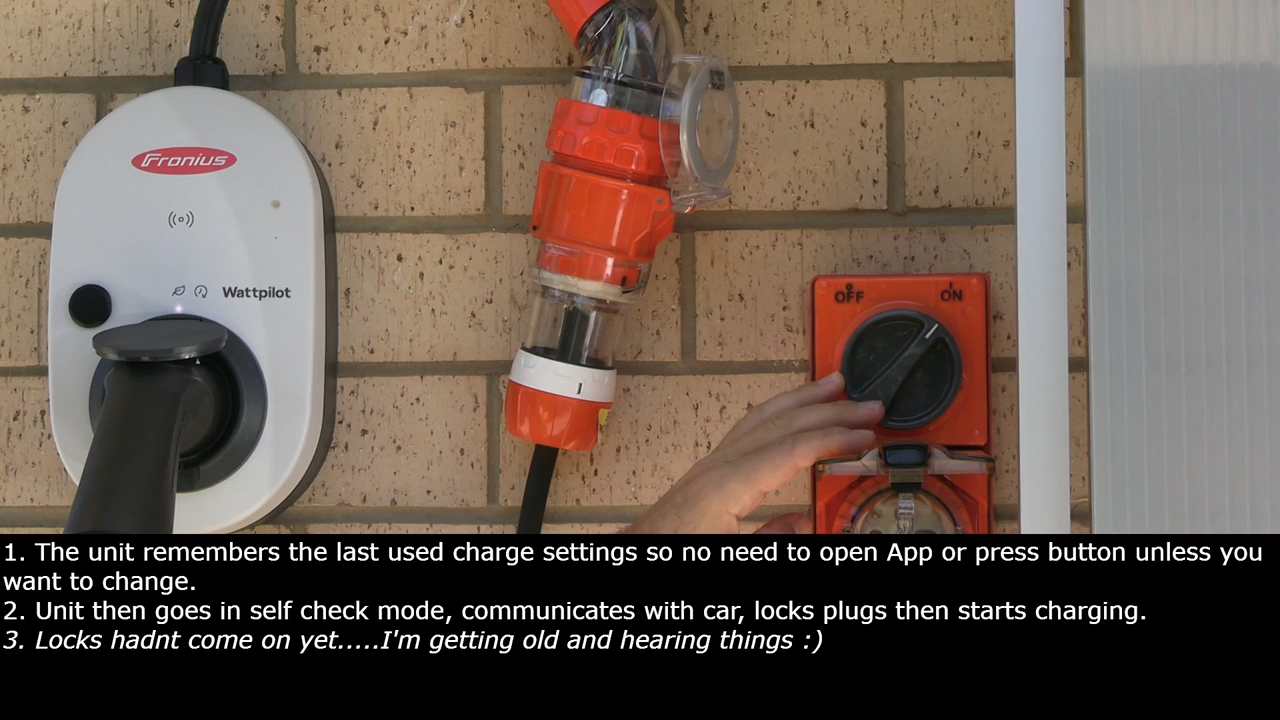 Fronius
Wattpilot
OFF
ON
1. The unit remembers the last used charge settings so no need to open App or press button unless you
want to change.
2. Unit then goes in self check mode, communicates with car, locks plugs then starts charging.
3. Locks hadnt come on yet.....I'm getting old and hearing things :)